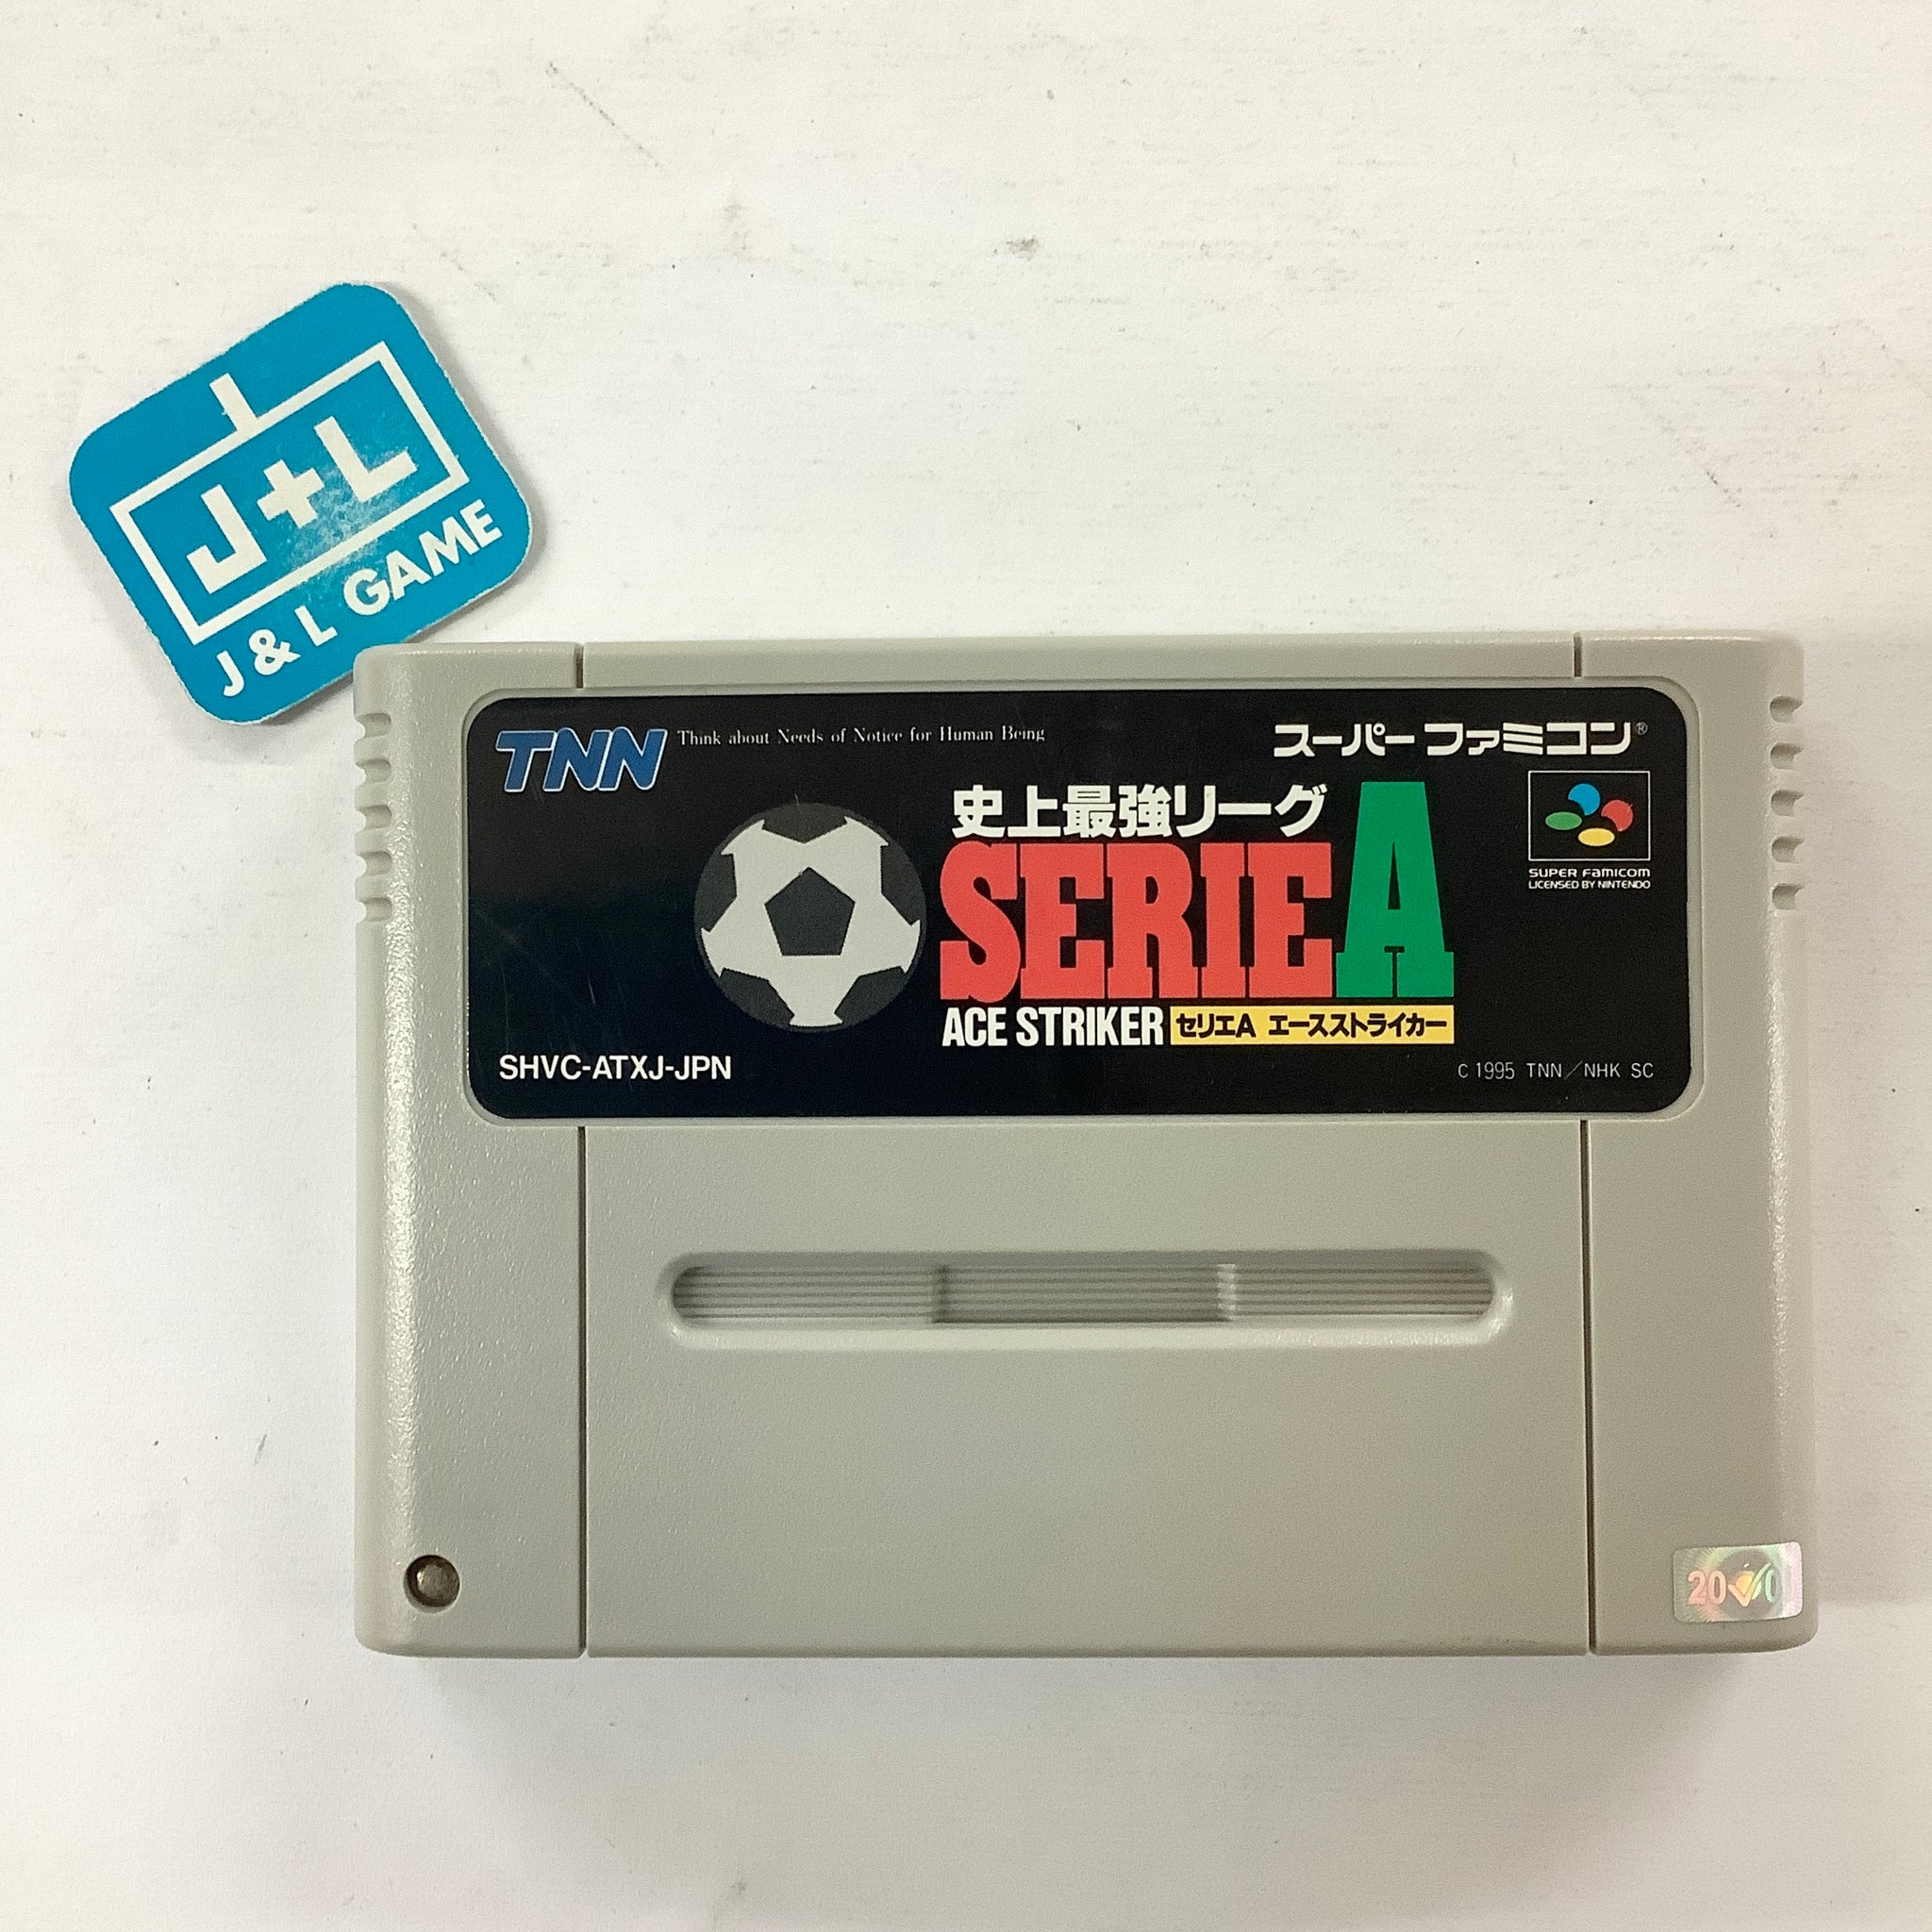 J+L
J & L GAME
TNN Think about Needs of Notice for Human Being
スーパーファミコン®
史上最強リーグ
SERIE A
SUPER FAMICOM
LICENSED BY NINTENDO
ACE STRIKER セリエA エースストライカー
SHVC-ATXJ-JPN
C 1995 TNN/NHK SC